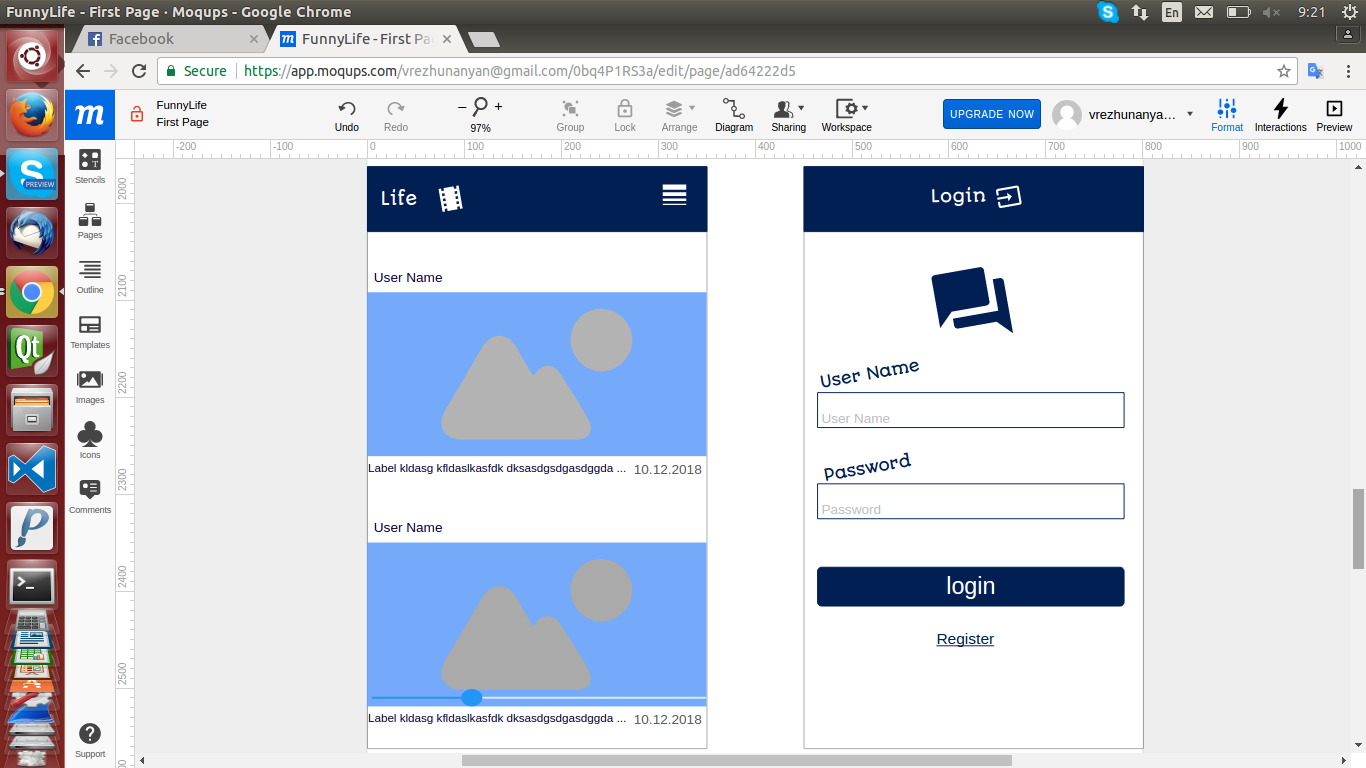 FunnyLife - First Page · Moqups - Google Chrome
En
9:21
Facebook
FunnyLife - First Pa
Secure
https://app.moqups.com/vrezhunanyan@gmail.com/0bq4P1RS3a/edit/page/ad64222d5
m
FunnyLife
First Page
Undo
Redo
97%
Group
Lock
Arrange
Diagram
Sharing
Workspace
UPGRADE NOW
vrezhunanya...
Format
Interactions
Preview
-200
-100
0
100
200
300
400
500
600
700
800
900
1000
2000
2100
2200
2300
2400
2500
Stencils
Pages
Outline
Templates
Images
Icons
Comments
Support
S
PREVIEW
Qt
Life
User Name
Label kldasg kfldaslkasfdk dksasdgsdgasdggda ...
10.12.2018
User Name
Label kldasg kfldaslkasfdk dksasdgsdgasdggda ...
10.12.2018
Login
User Name
User Name
Password
Password
login
Register